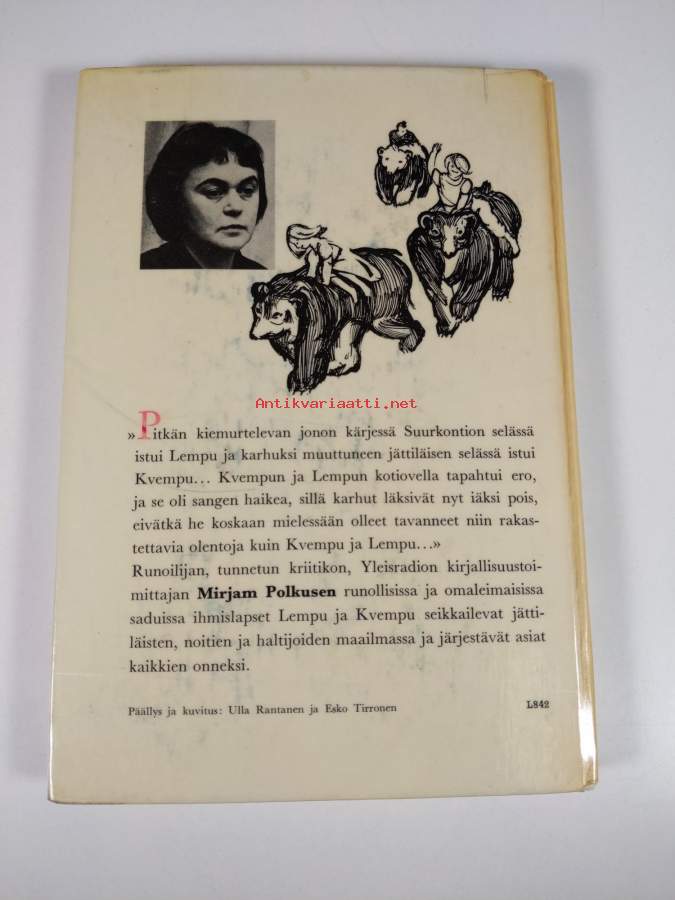 Antikvariaatti.net
»Pitkän kiemurtelevan jonon kärjessä Suurkontion selässä
istui Lempu ja karhuksi muuttuneen jättiläisen selässä istui
Kvempu... Kvempun ja Lempun kotiovella tapahtui ero,
ja se oli sangen haikea, sillä karhut läksivät nyt iäksi pois,
eivätkä he koskaan mielessään olleet tavanneet niin rakas-
tettavia olentoja kuin Kvempu ja Lempu...»
Runoilijan, tunnetun kriitikon, Yleisradion kirjallisuustoi-
mittajan Mirjam Polkusen runollisissa ja omaleimaisissa
saduissa ihmislapset Lempu ja Kvempu seikkailevat jätti-
läisten, noitien ja haltijoiden maailmassa ja järjestävät asiat
kaikkien onneksi.
Päällys ja kuvitus: Ulla Rantanen ja Esko Tirronen
L842